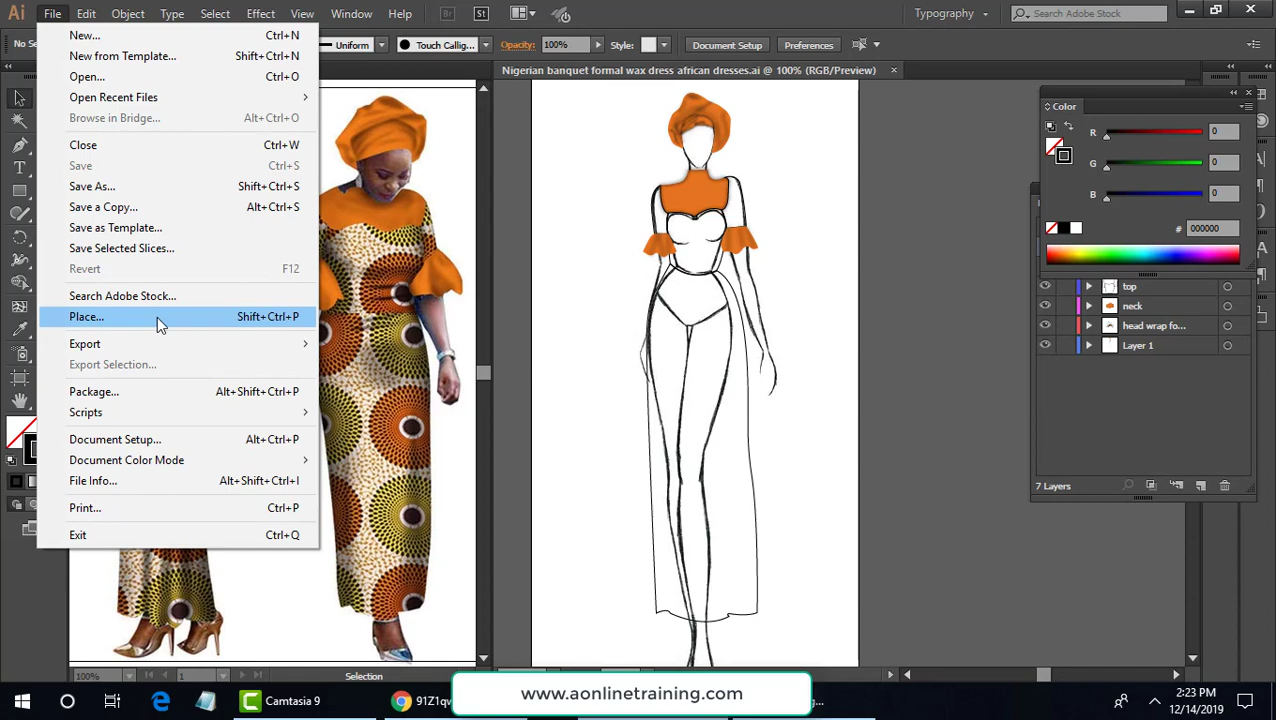 Ai File Edit Object Type Select Effect View Window Help Br St Typography Search Adobe Stock
No Se Uniform Touch Callig... Opacity: 100% Style: Document Setup Preferences
Nigerian banquet formal wax dress african dresses.ai @ 100% (RGB/Preview)
New... Ctrl+N
New from Template... Shift+Ctrl+N
Open... Ctrl+O
Open Recent Files
Browse in Bridge... Alt+Ctrl+O
Close Ctrl+W
Save Ctrl+S
Save As... Shift+Ctrl+S
Save a Copy... Alt+Ctrl+S
Save as Template...
Save Selected Slices...
Revert F12
Search Adobe Stock...
Place... Shift+Ctrl+P
Export
Export Selection...
Package... Alt+Shift+Ctrl+P
Scripts
Document Setup... Alt+Ctrl+P
Document Color Mode
File Info... Alt+Shift+Ctrl+I
Print... Ctrl+P
Exit Ctrl+Q
Color
R 0
G 0
B 0
# 000000
top
neck
head wrap fo...
Layer 1
7 Layers
100% 1 Selection
www.aonlinetraining.com
Camtasia 9
2:23 PM
12/14/2019